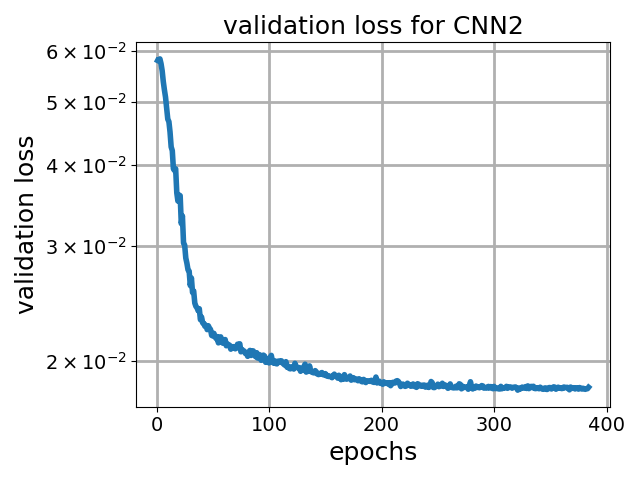 validation loss for CNN2
6 × 10⁻²
5 × 10⁻²
4 × 10⁻²
3 × 10⁻²
2 × 10⁻²
validation loss
0 100 200 300 400
epochs